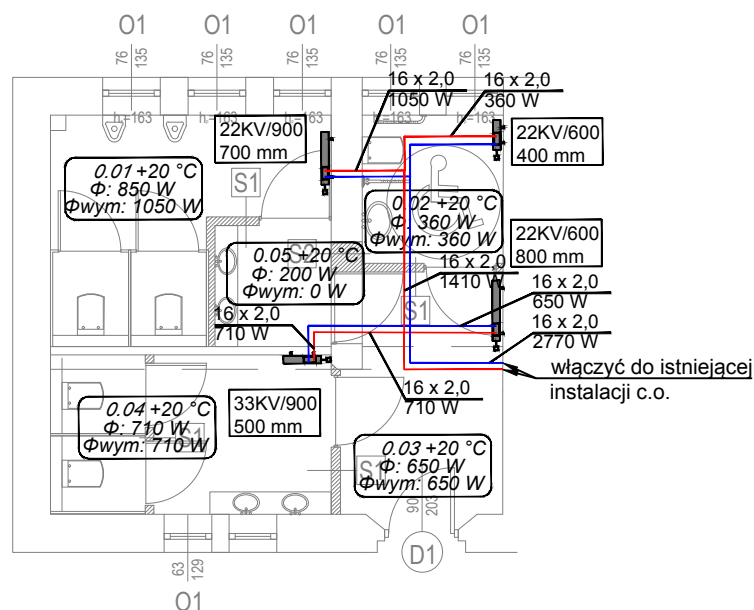 O1
O1
O1
O1
76
135
76
135
76
135
76
135
16 x 2,0
1050 W
16 x 2,0
360 W
h,=163
h,=163
h,=163
h,=163
22KV/900
700 mm
22KV/600
400 mm
0.01 +20 °C
Φ: 850 W
Φwym: 1050 W
S1
0.02 +20 °C
Φ: 360 W
Φwym: 360 W
22KV/600
800 mm
S2
0.05 +20 °C
Φ: 200 W
Φwym: 0 W
16 x 2,0
1410 W
16 x 2,0
650 W
16 x 2,0
710 W
S1
16 x 2,0
2770 W
włączyć do istniejącej
instalacji c.o.
16 x 2,0
710 W
33KV/900
500 mm
0.04 +20 °C
Φ: 710 W
Φwym: 710 W
S1
0.03 +20 °C
Φ: 650 W
Φwym: 650 W
S1
90
203
D1
63
129
O1